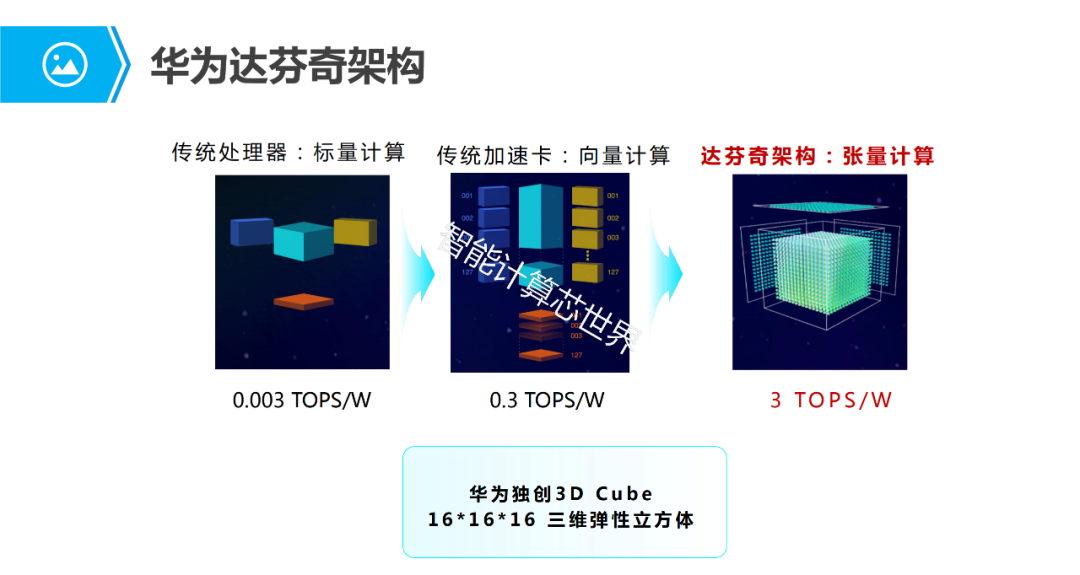 华为达芬奇架构
传统处理器：标量计算
传统加速卡：向量计算
达芬奇架构：张量计算
001
002
127
001
002
003
127
003
127
智能计算芯世界
0.003 TOPS/W
0.3 TOPS/W
3 TOPS/W
华为独创3D Cube
16*16*16 三维弹性立方体